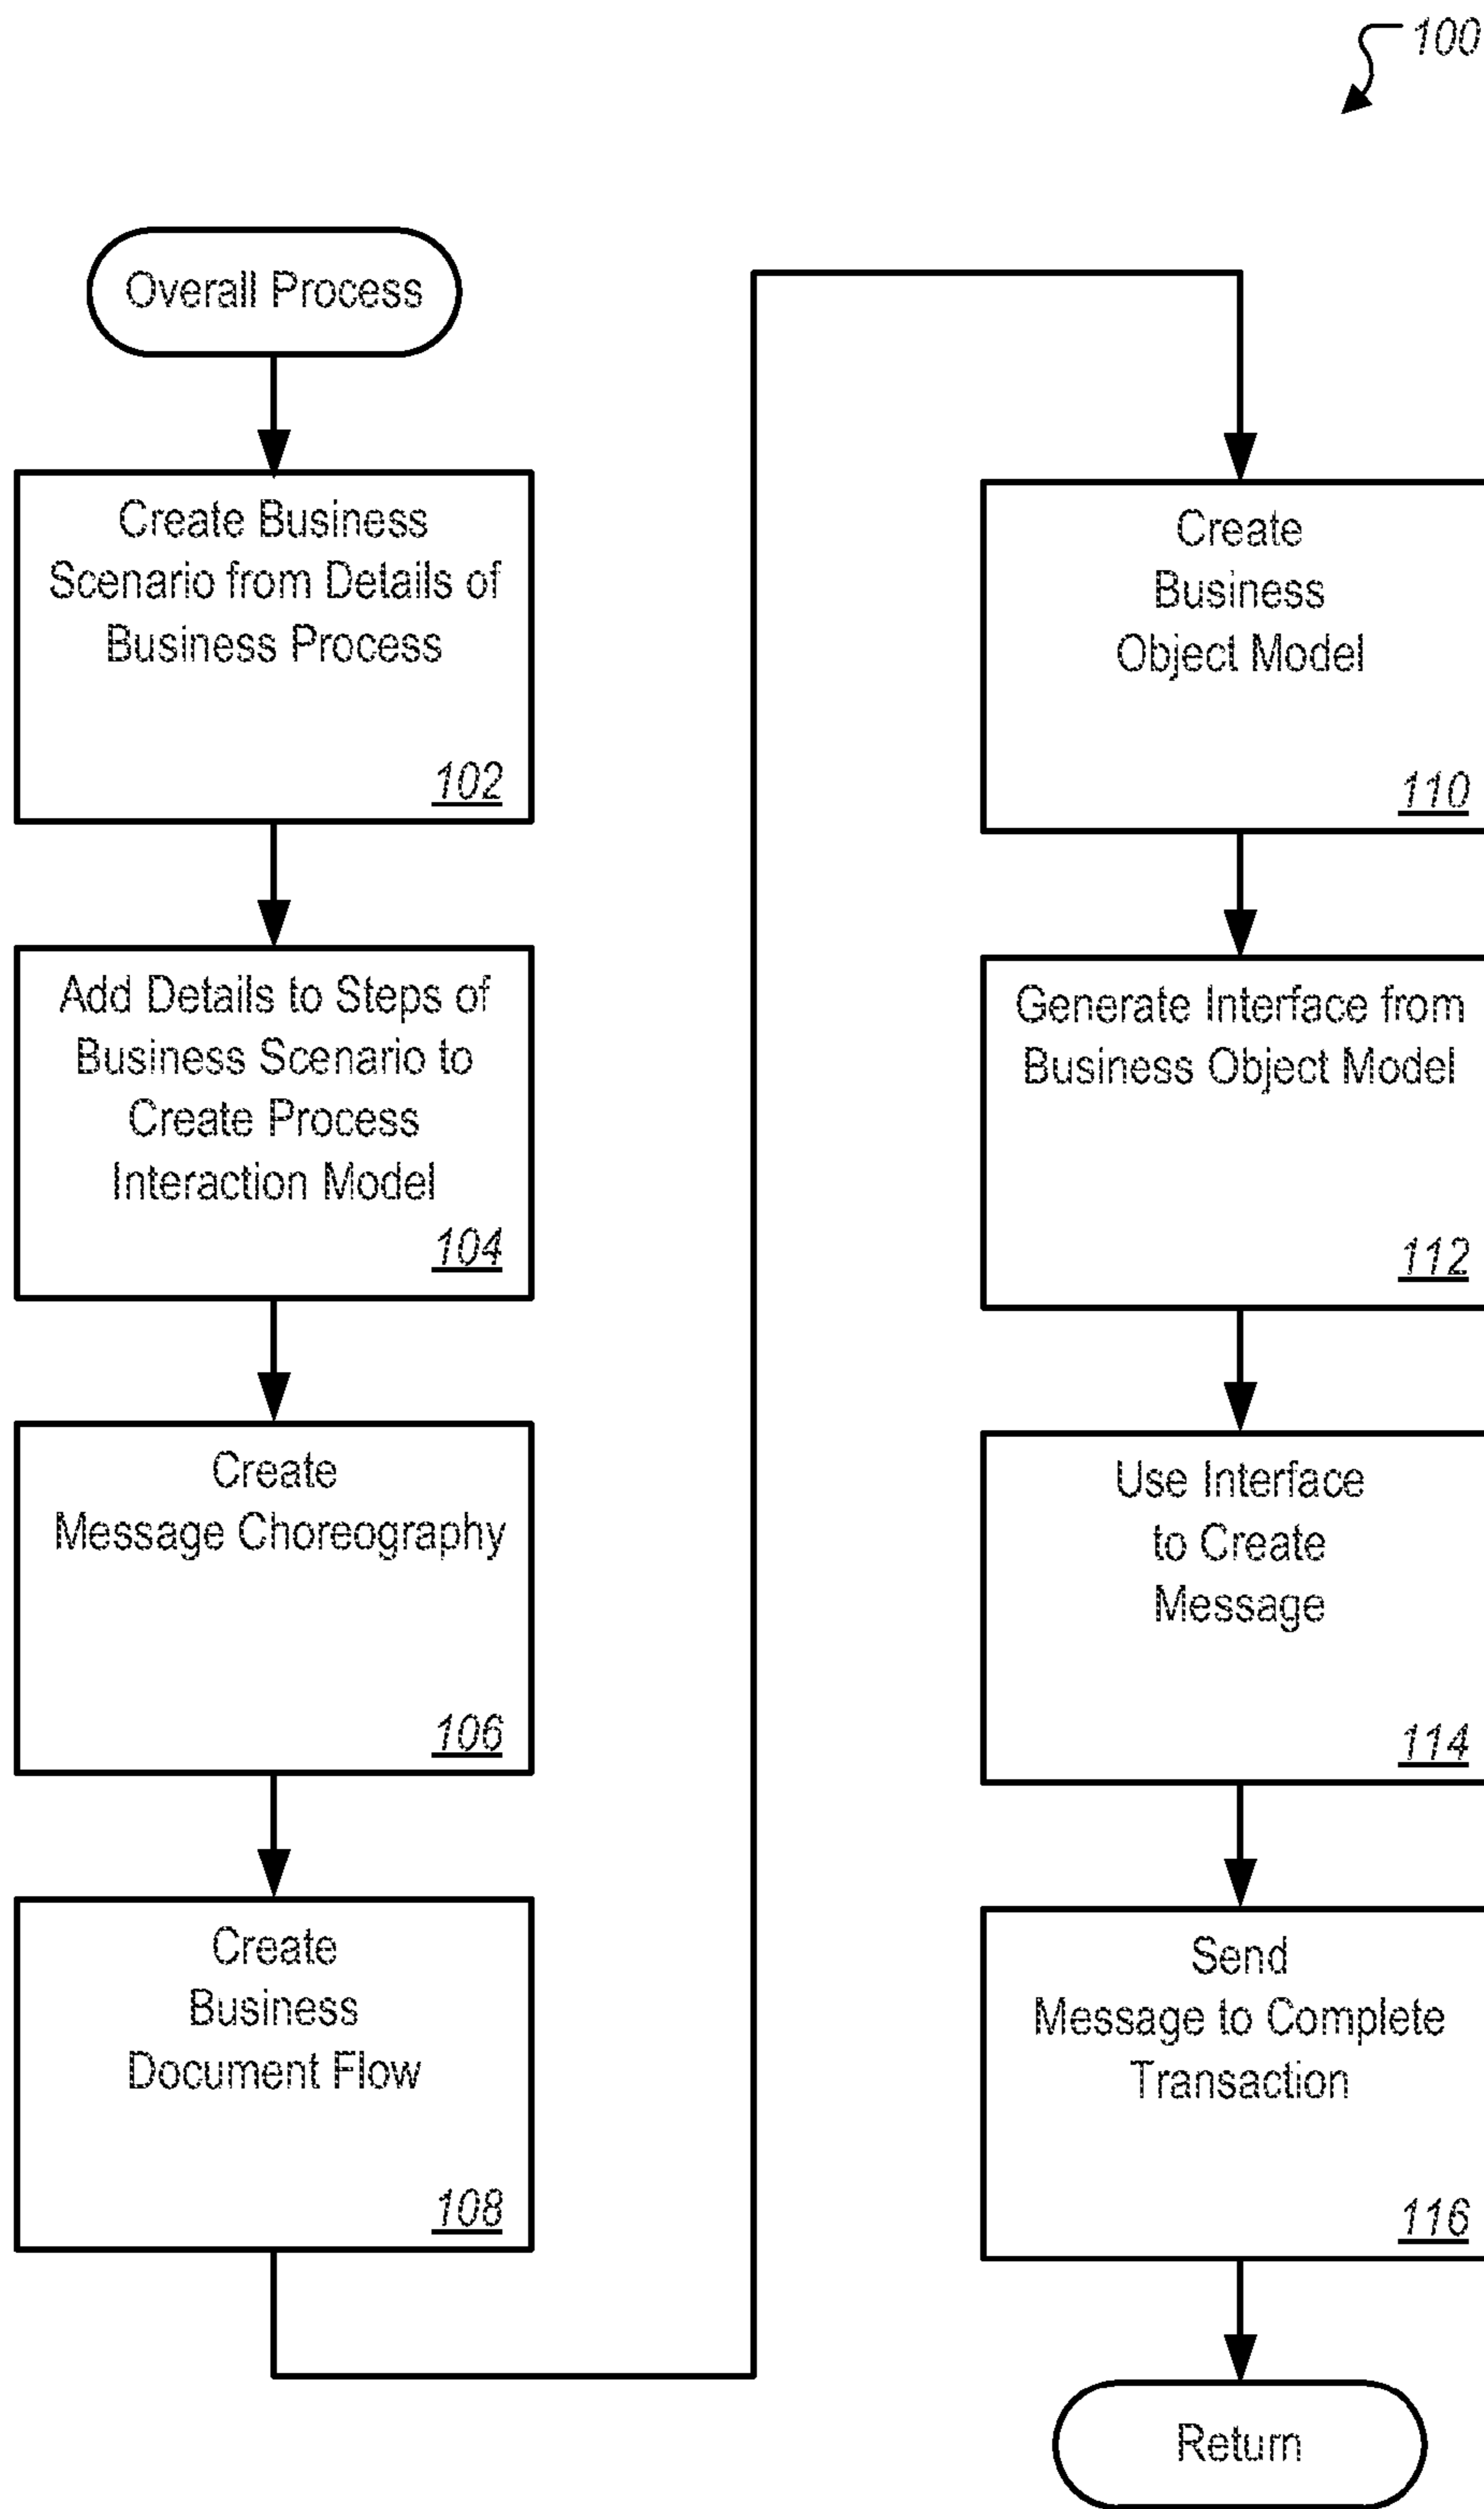 100
Overall Process
Create Business
Scenario from Details of
Business Process
102
Add Details to Steps of
Business Scenario to
Create Process
Interaction Model
104
Create
Message Choreography
106
Create
Business
Document Flow
108
Create
Business
Object Model
110
Generate Interface from
Business Object Model
112
Use Interface
to Create
Message
114
Send
Message to Complete
Transaction
116
Return